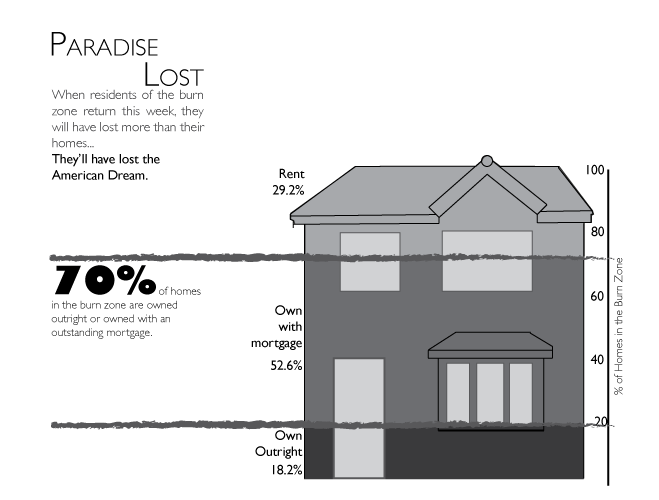 PARADISE
LOST
When residents of the burn
zone return this week, they
will have lost more than their
homes...
They'll have lost the
American Dream.
70% of homes
in the burn zone are owned
outright or owned with an
outstanding mortgage.
Rent
29.2%
Own
with
mortgage
52.6%
Own
Outright
18.2%
100
80
60
40
20
% of Homes in the Burn Zone